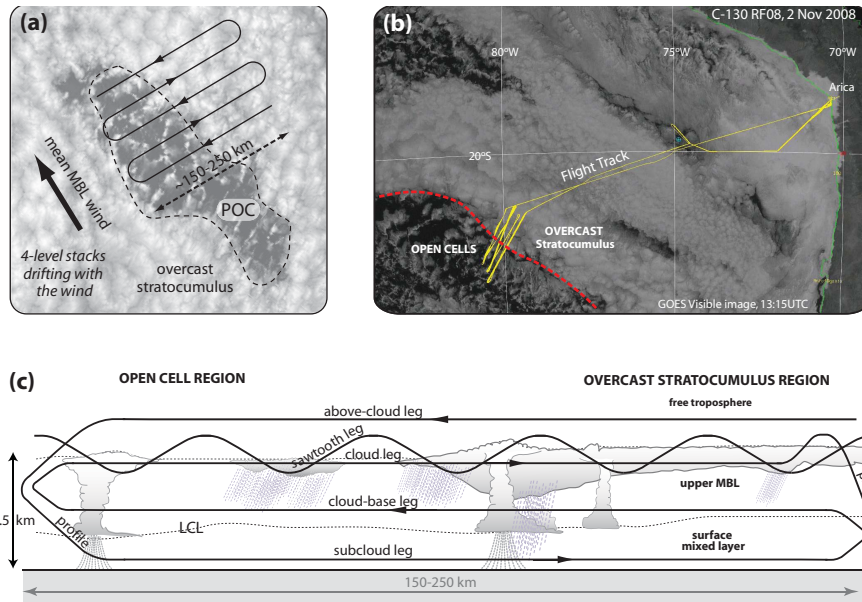 (a)
~150-250 km
mean MBL wind
POC
4-level stacks
drifting with
the wind
overcast
stratocumulus
(b)
C-130 RF08, 2 Nov 2008
80°W
75°W
70°W
Arica
20°S
Flight Track
OPEN CELLS
OVERCAST
Stratocumulus
GOES Visible image, 13:15UTC
(c)
OPEN CELL REGION
OVERCAST STRATOCUMULUS REGION
above-cloud leg
free troposphere
sawtooth leg
cloud leg
upper MBL
cloud-base leg
.5 km
profile
LCL
surface
mixed layer
subcloud leg
150-250 km